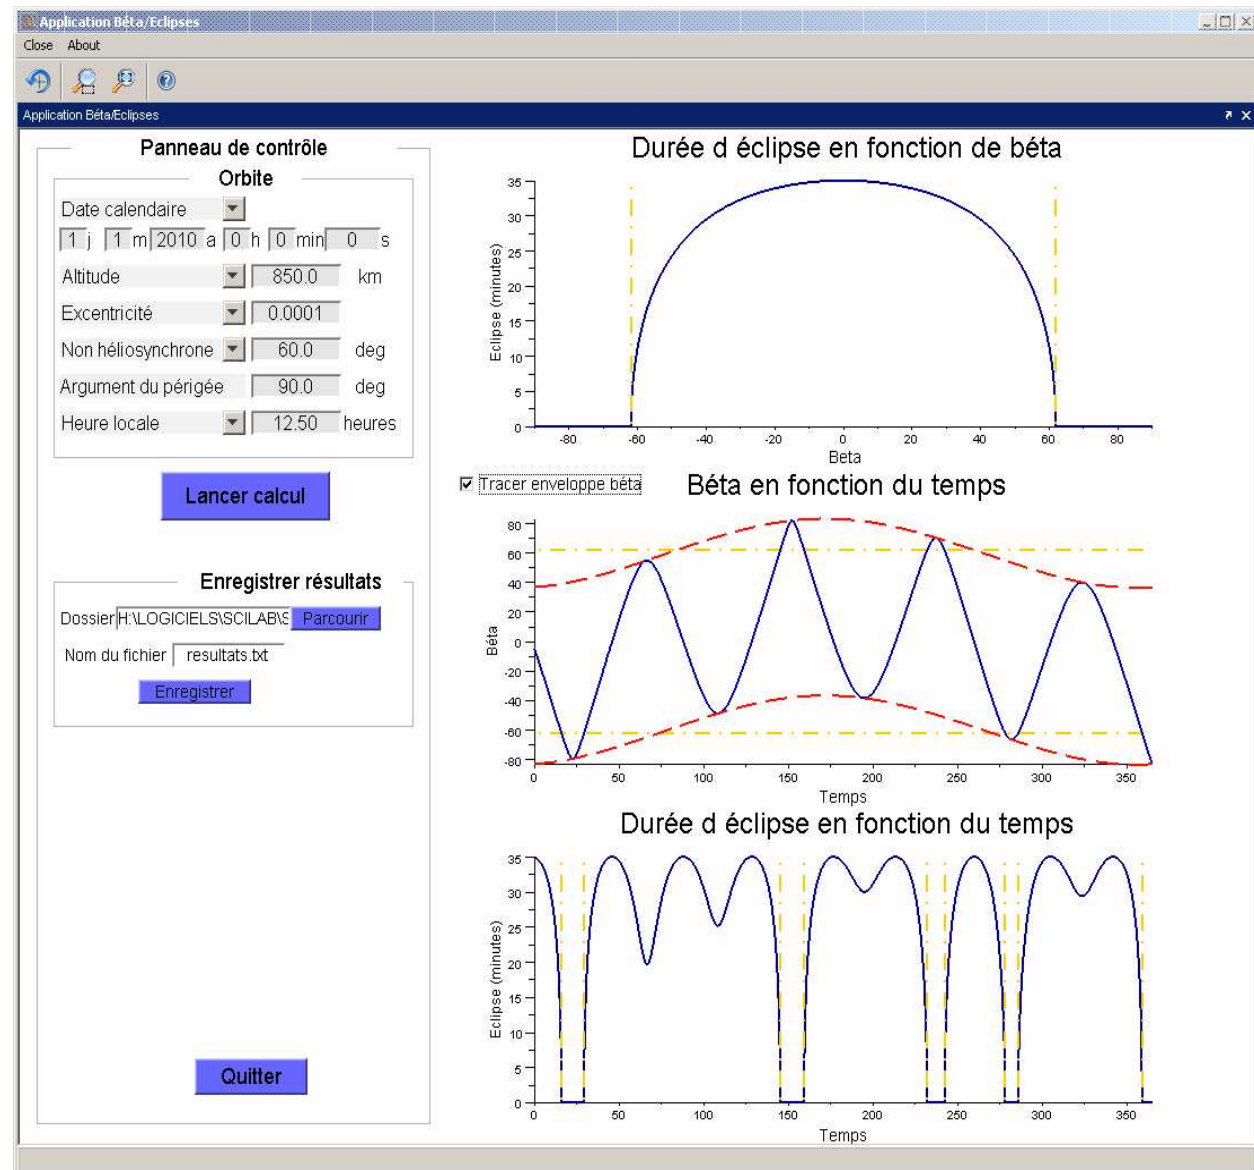 Application Béta/Eclipses
Close About
Application Béta/Eclipses
Panneau de contrôle
Orbite
Date calendaire
1 j 1 m 2010 a 0 h 0 min 0 s
Altitude 850.0 km
Excentricité 0.0001
Non héliosynchrone 60.0 deg
Argument du périgée 90.0 deg
Heure locale 12.50 heures
Lancer calcul
Enregistrer résultats
Dossier H:\LOGICIELS\SCILAB\S Parcourir
Nom du fichier resultats.txt
Enregistrer
Quitter
Durée d éclipse en fonction de béta
Eclipse (minutes)
35
30
25
20
15
10
5
0
-80 -60 -40 -20 0 20 40 60 80
Beta
Tracer enveloppe béta
Béta en fonction du temps
Béta
80
60
40
20
0
-20
-40
-60
-80
0 50 100 150 200 250 300 350
Temps
Durée d éclipse en fonction du temps
Eclipse (minutes)
35
30
25
20
15
10
5
0
0 50 100 150 200 250 300 350
Temps